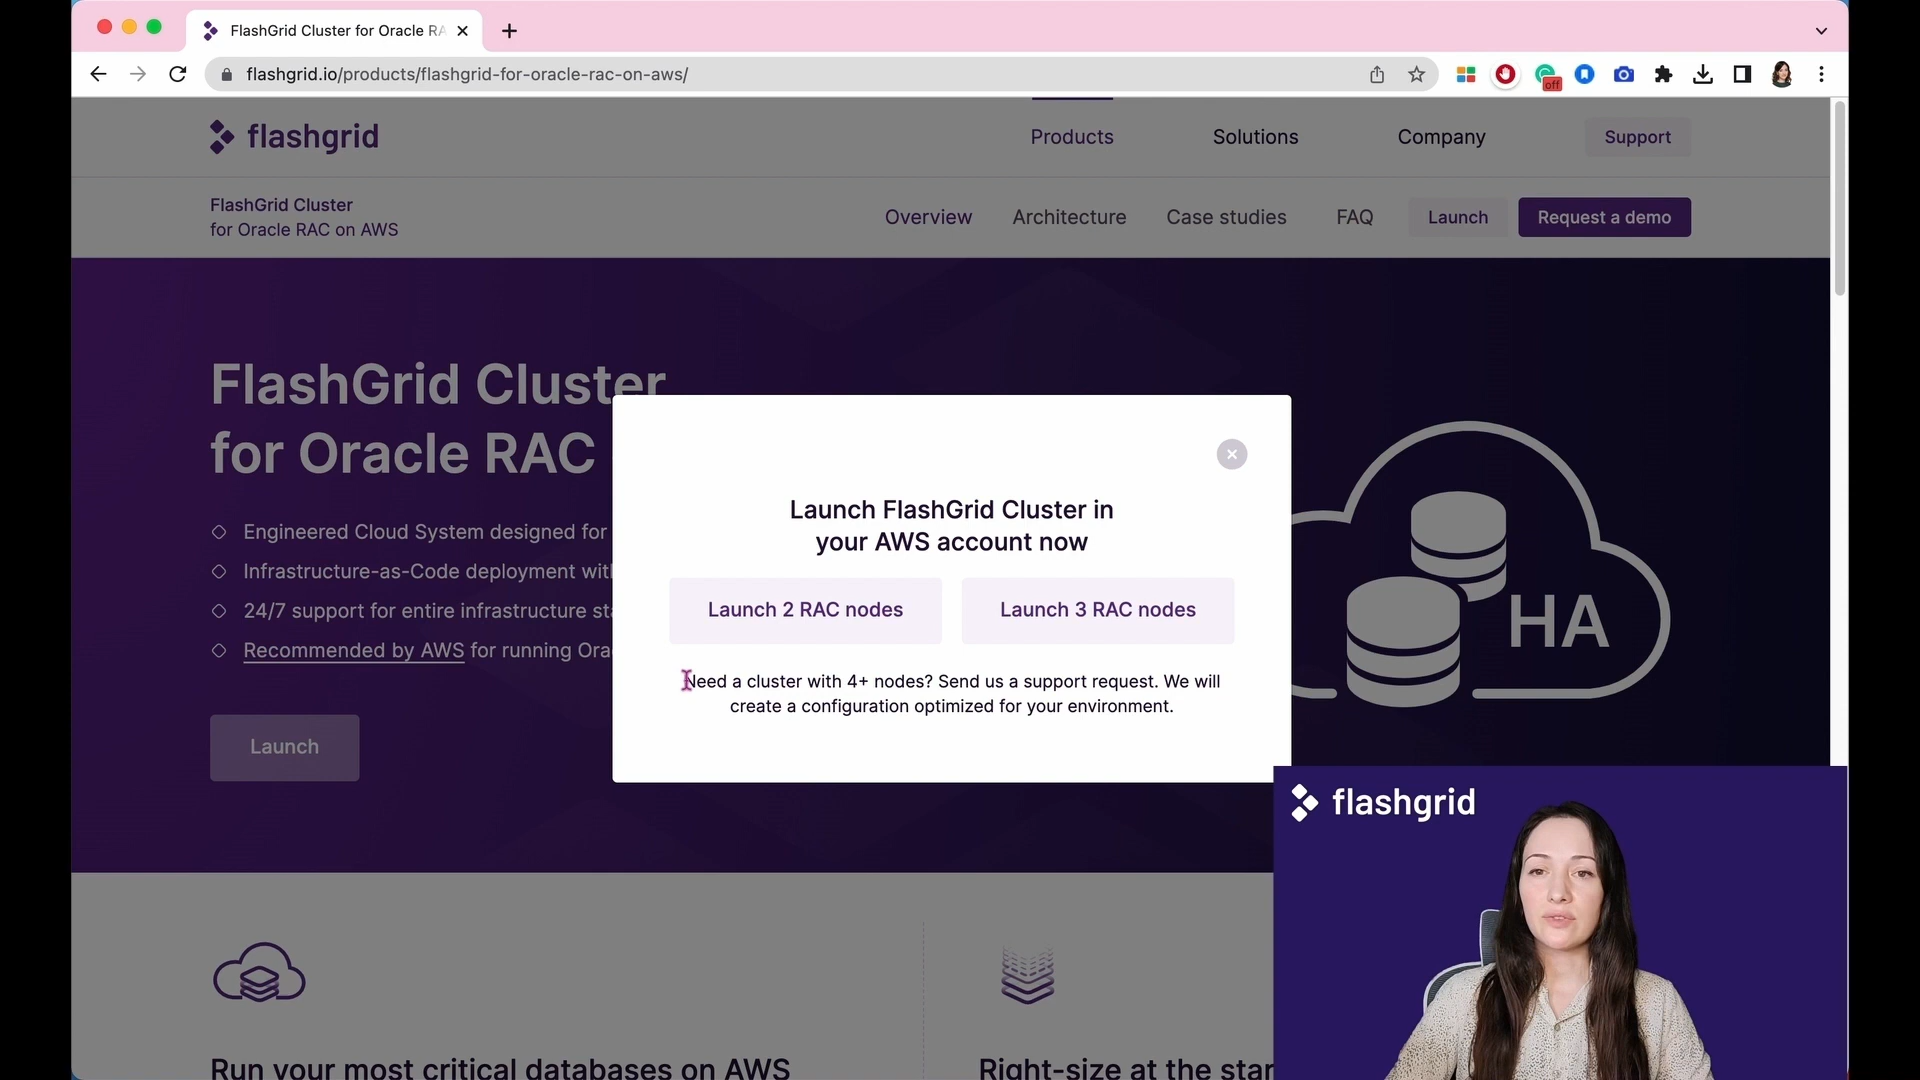 FlashGrid Cluster for Oracle RA
flashgrid.io/products/flashgrid-for-oracle-rac-on-aws/
off
flashgrid
Products
Solutions
Company
Support
FlashGrid Cluster
for Oracle RAC on AWS
Overview
Architecture
Case studies
FAQ
Launch
Request a demo
FlashGrid Cluster
for Oracle RAC
Engineered Cloud System designed for
Infrastructure-as-Code deployment with
24/7 support for entire infrastructure sta
Recommended by AWS for running Ora
Launch
Launch FlashGrid Cluster in
your AWS account now
Launch 2 RAC nodes
Launch 3 RAC nodes
Need a cluster with 4+ nodes? Send us a support request. We will
create a configuration optimized for your environment.
HA
flashgrid
Run your most critical databases on AWS
Right-size at the star